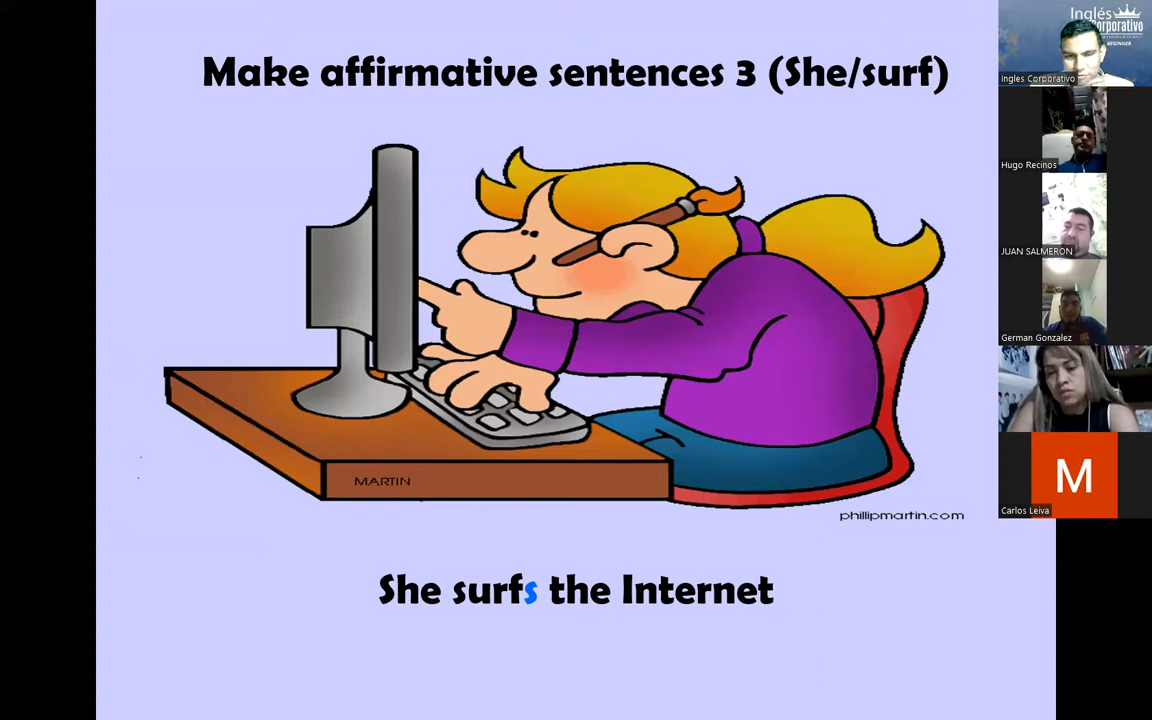 Make affirmative sentences 3 (She/surf)
MARTIN
phillipmartin.com
She surfs the Internet
Inglés
Corporativo
BEGINNER
Ingles Corporativo
Hugo Recinos
JUAN SALMERON
German Gonzalez
M
Carlos Leiva